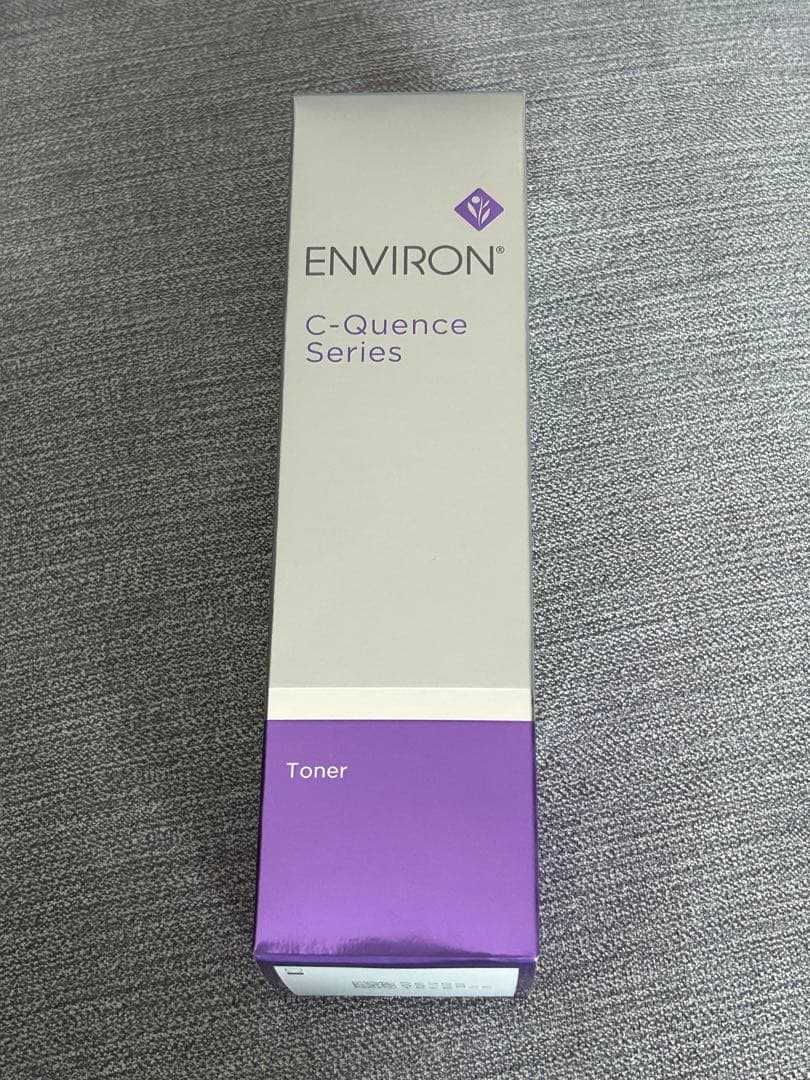 ENVIRON®
C-Quence
Series
Toner